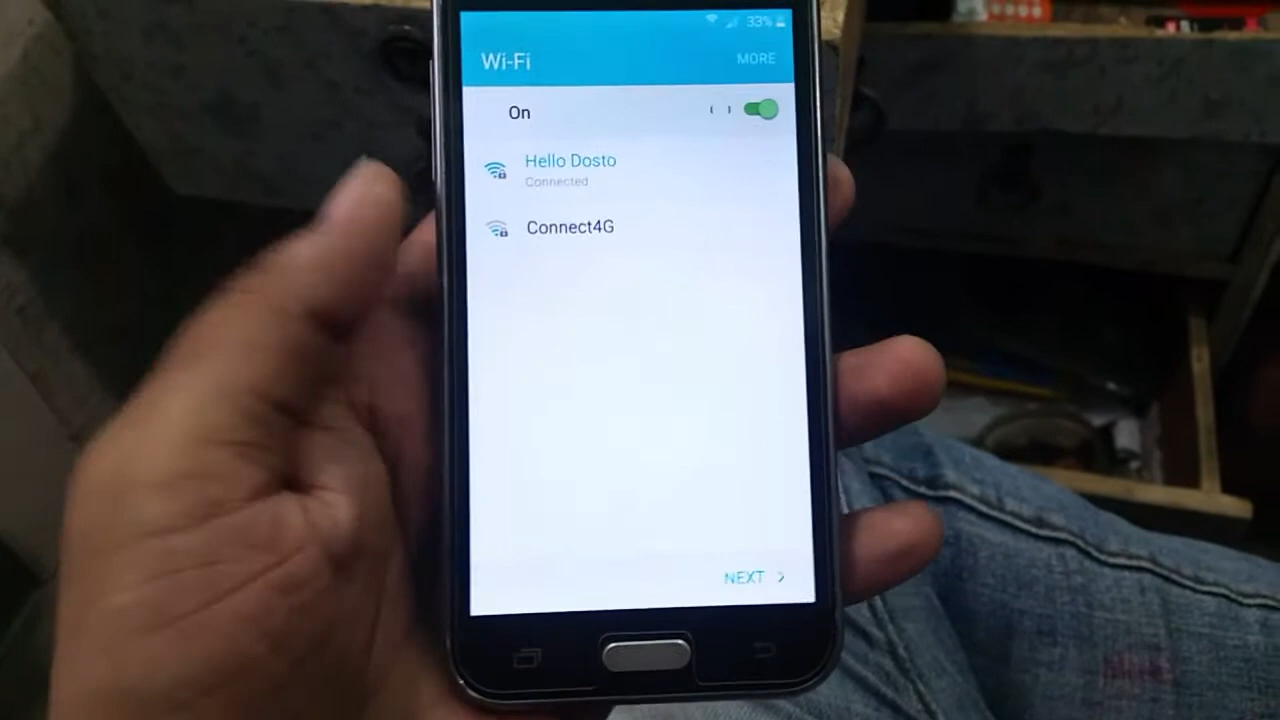 33%
Wi-Fi MORE
On
Hello Dosto
Connected
Connect4G
NEXT